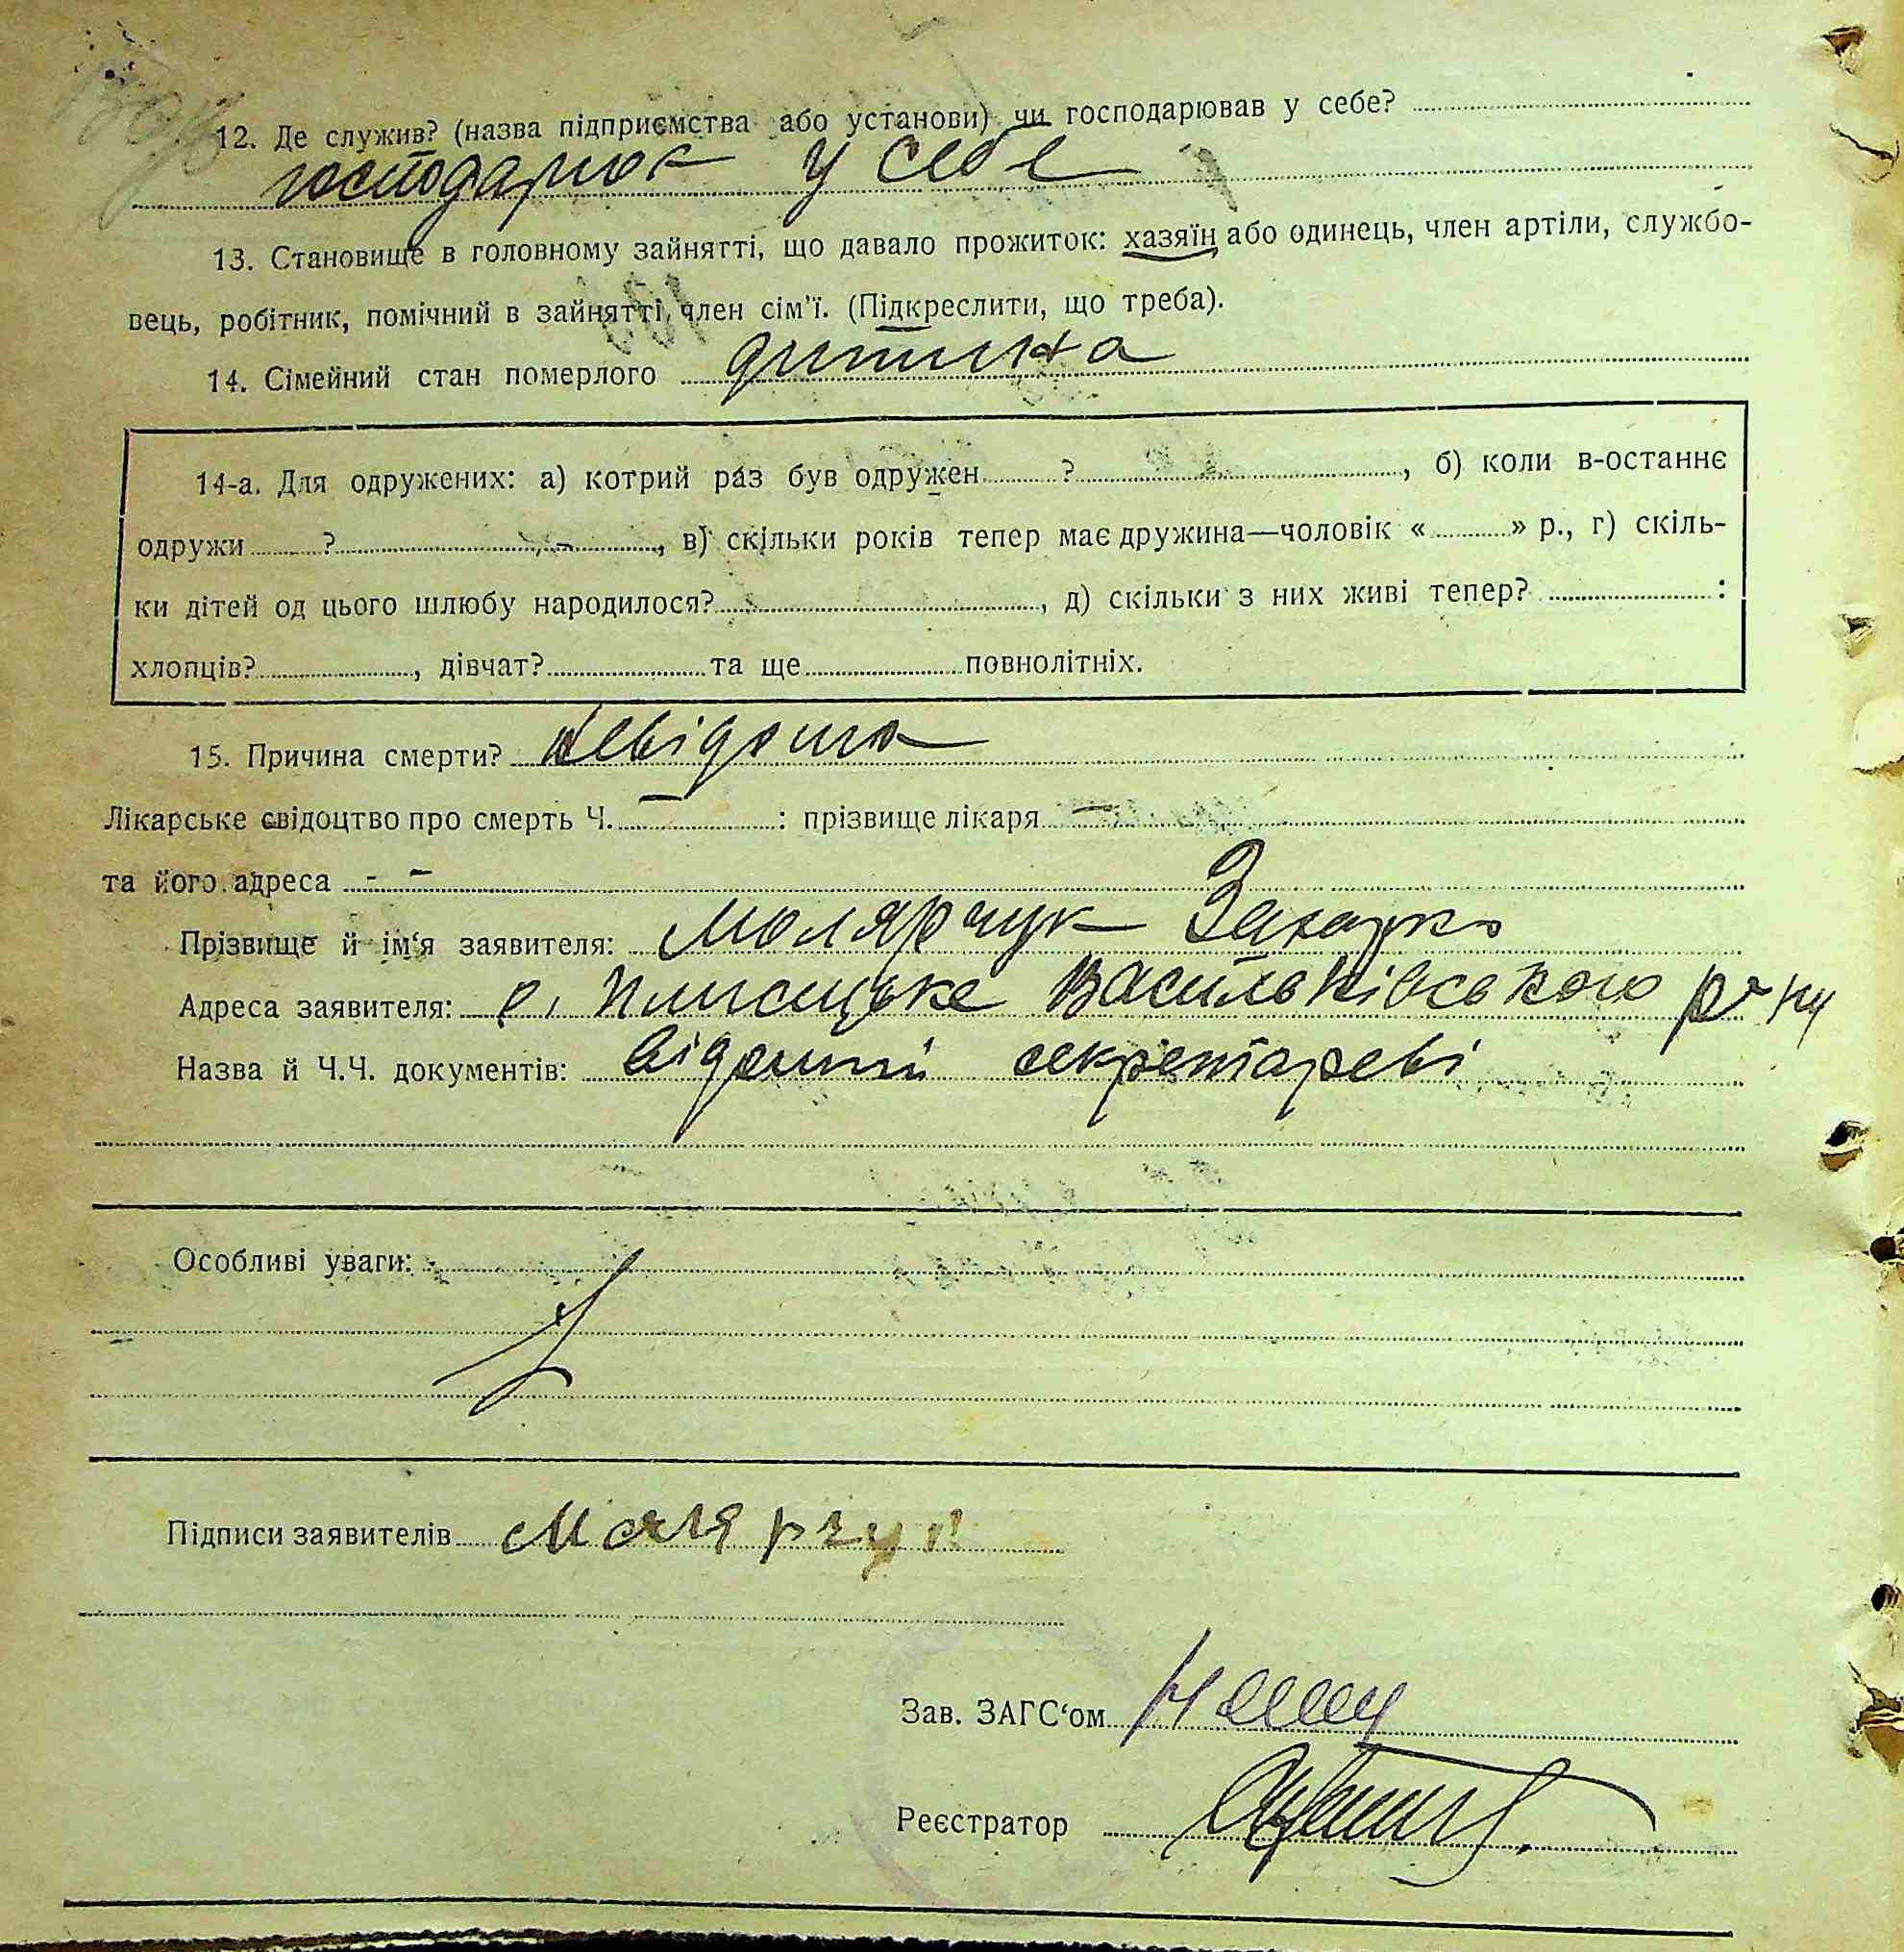 12. Де служив? (назва підприємства або установи) чи господарював у себе?
господарює у себе
13. Становище в головному зайнятті, що давало прожиток: хазяїн або одинець, член артіли, службо-
вець, робітник, помічний в зайнятті, член сім'ї. (Підкреслити, що треба).
14. Сімейний стан померлого дитина
14-а. Для одружених: а) котрий раз був одружен ? , б) коли в-останнє
одружи ? , в) скільки років тепер має дружина—чоловік « » р., г) скіль-
ки дітей од цього шлюбу народилося? , д) скільки з них живі тепер? :
хлопців? , дівчат? та ще повнолітніх.
15. Причина смерти? невідома
Лікарське свідоцтво про смерть Ч. — : прізвище лікаря —
та його адреса - -
Прізвище й ім'я заявителя: Молярчук Захарко
Адреса заявителя: с. Плисецьке Васильківського р-ну
Назва й Ч.Ч. документів: відомий секретареві
Особливі уваги:
Підписи заявителів Молярчук
Зав. ЗАГС'ом
Реєстратор